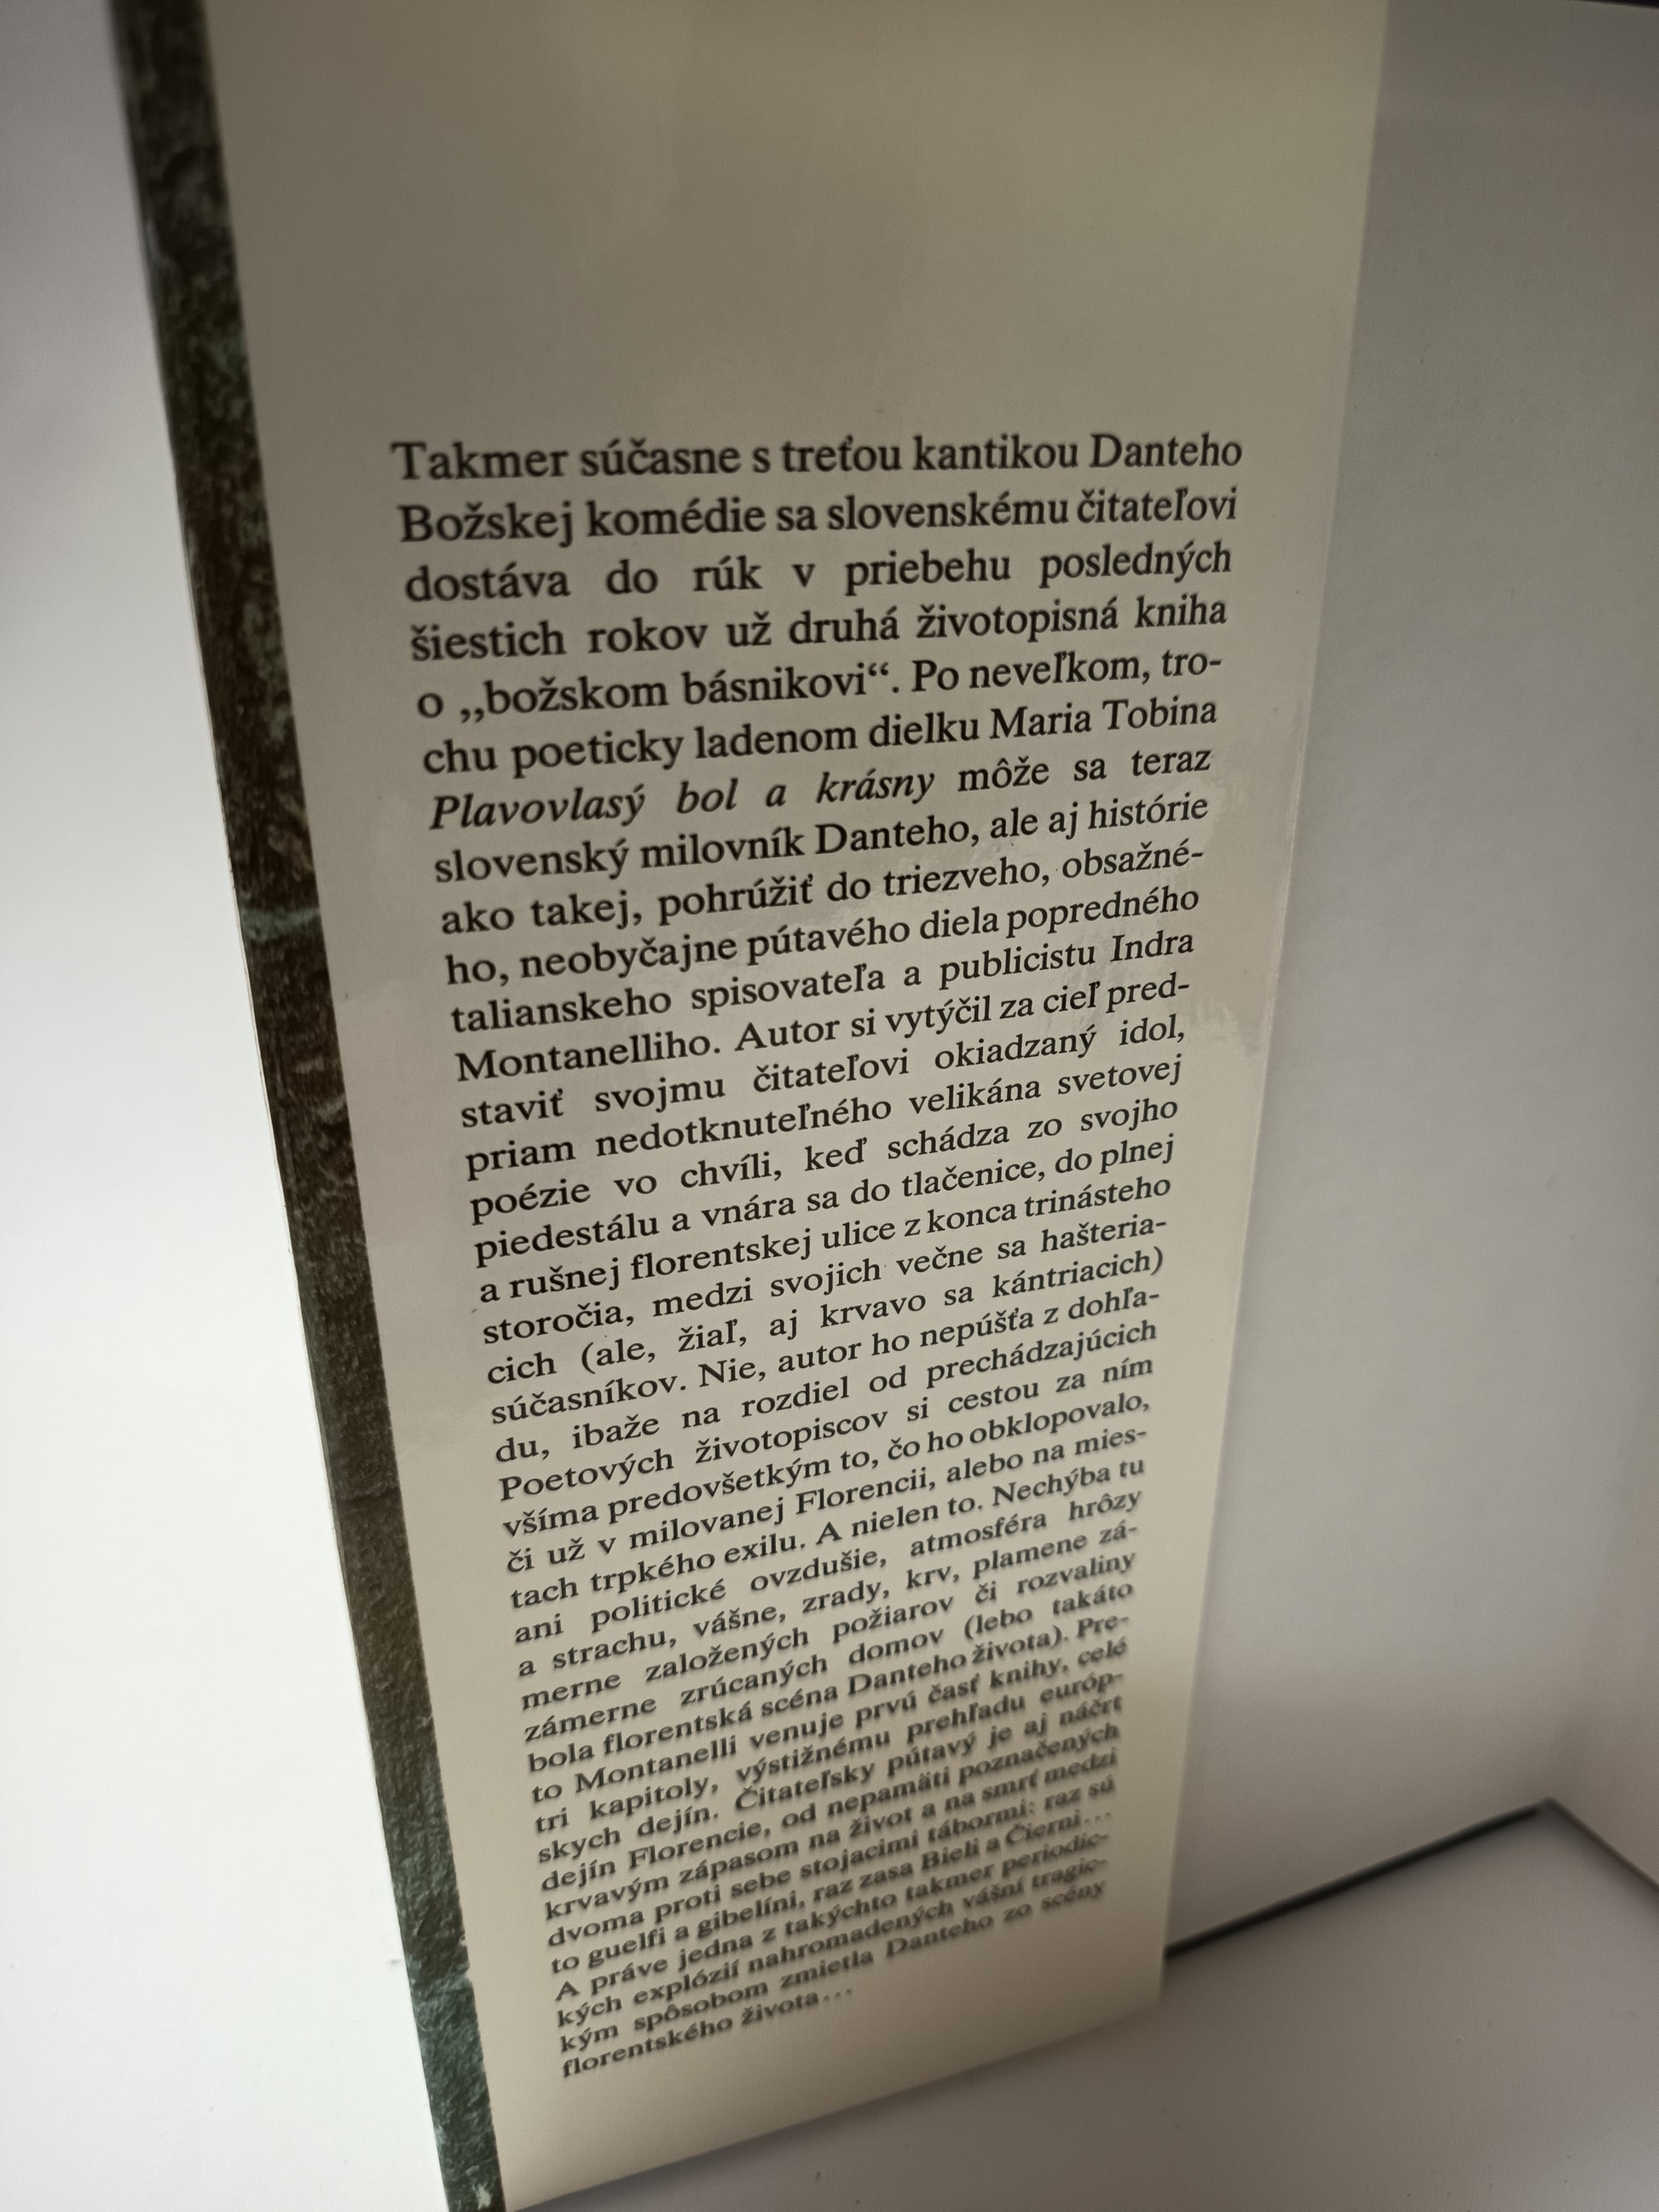 Takmer súčasne s treťou kantikou Danteho
Božskej komédie sa slovenskému čitateľovi
dostáva do rúk v priebehu posledných
šiestich rokov už druhá životopisná kniha
o „božskom básnikovi“. Po neveľkom, tro-
chu poeticky ladenom dielku Maria Tobina
Plavovlasý bol a krásny môže sa teraz
slovenský milovník Danteho, ale aj histórie
ako takej, pohrúžiť do triezveho, obsažné-
ho, neobyčajne pútavého diela popredného
talianskeho spisovateľa a publicistu Indra
Montanelliho. Autor si vytýčil za cieľ pred-
staviť svojmu čitateľovi okiadzaný idol,
priam nedotknuteľného velikána svetovej
poézie vo chvíli, keď schádza zo svojho
piedestálu a vnára sa do tlačenice, do plnej
a rušnej florentskej ulice z konca trinásteho
storočia, medzi svojich večne sa hašteria-
cich (ale, žiaľ, aj krvavo sa kántriacich)
súčasníkov. Nie, autor ho nepúšťa z dohľa-
du, ibaže na rozdiel od prechádzajúcich
Poetových životopiscov si cestou za ním
všíma predovšetkým to, čo ho obklopovalo,
či už v milovanej Florencii, alebo na mies-
tach trpkého exilu. A nielen to. Nechýba tu
ani politické ovzdušie, atmosféra hrôzy
a strachu, vášne, zrady, krv, plamene zá-
merne založených požiarov či rozvaliny
zámerne zrúcaných domov (lebo takáto
bola florentská scéna Danteho života). Pre-
to Montanelli venuje prvú časť knihy, celé
tri kapitoly, výstižnému prehľadu európ-
skych dejín. Čitateľsky pútavý je aj náčrt
dejín Florencie, od nepamäti poznačených
krvavým zápasom na život a na smrť medzi
dvoma proti sebe stojacimi tábormi: raz sú
to guelfi a gibelíni, raz zasa Bieli a Čierni...
A práve jedna z takýchto takmer periodic-
kých explózií nahromadených vášní tragic-
kým spôsobom zmietla Danteho zo scény
florentského života...